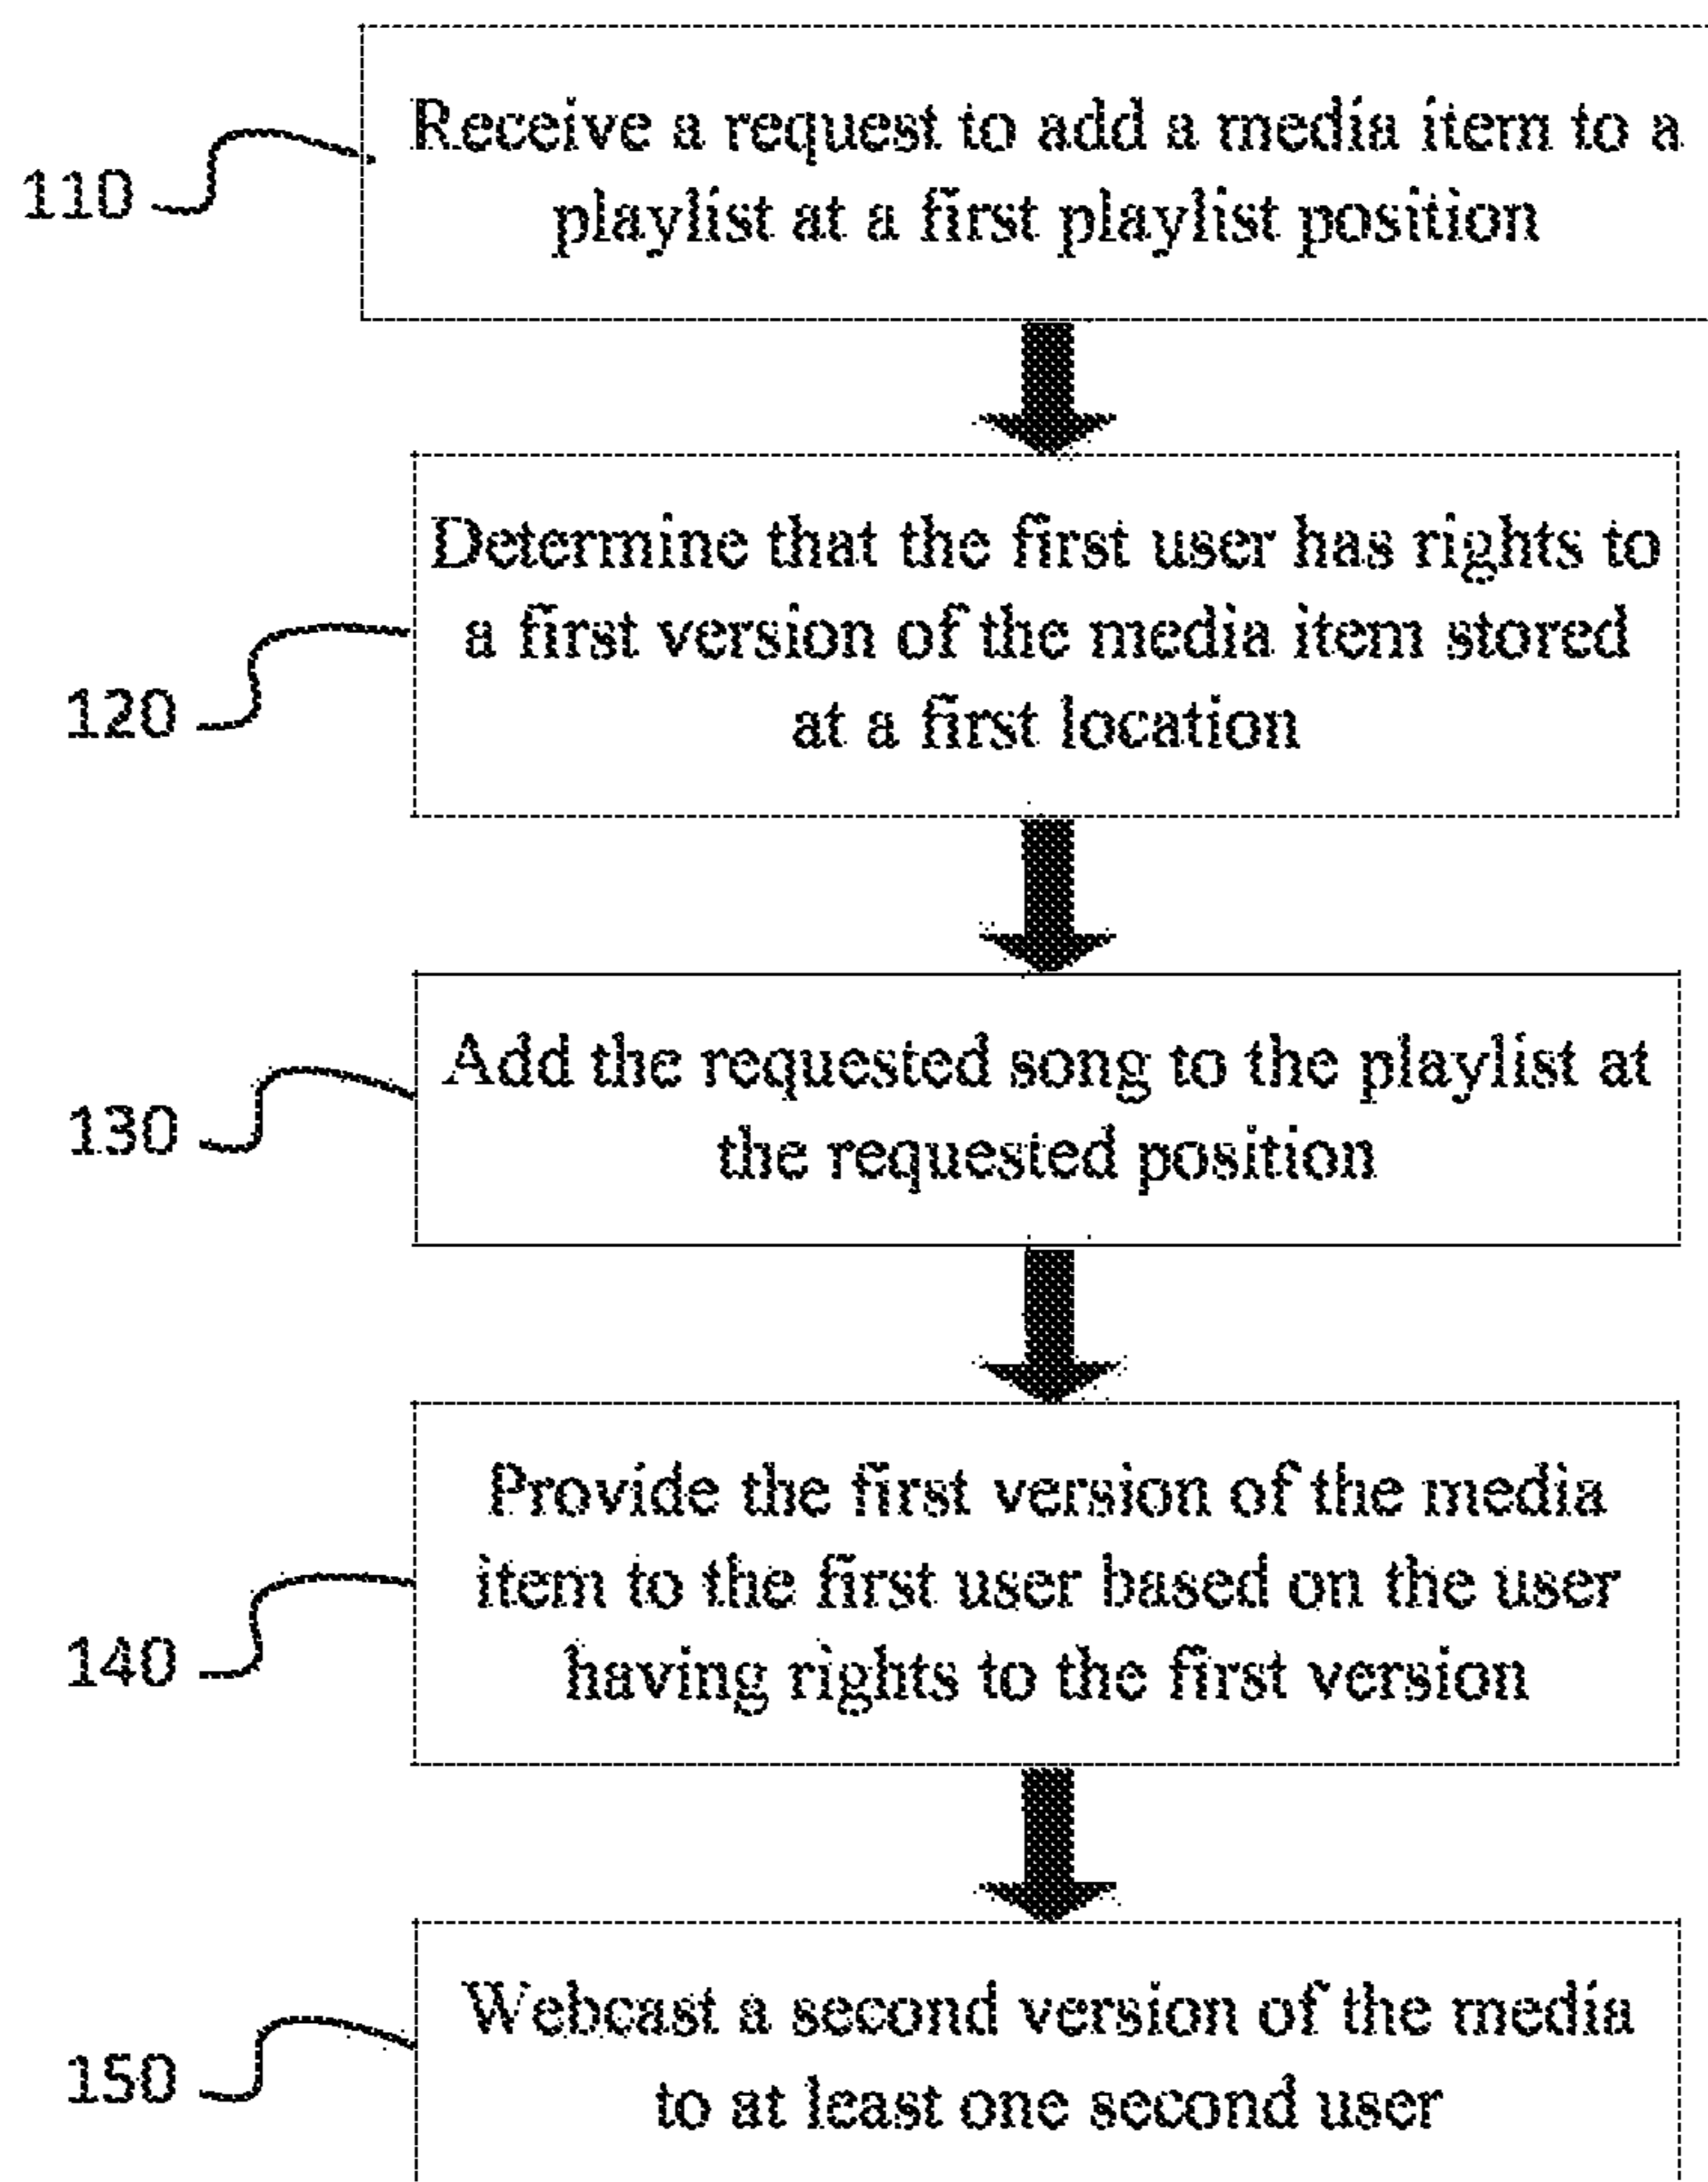 110
Receive a request to add a media item to a
playlist at a first playlist position
120
Determine that the first user has rights to
a first version of the media item stored
at a first location
130
Add the requested song to the playlist at
the requested position
140
Provide the first version of the media
item to the first user based on the user
having rights to the first version
150
Webcast a second version of the media
to at least one second user